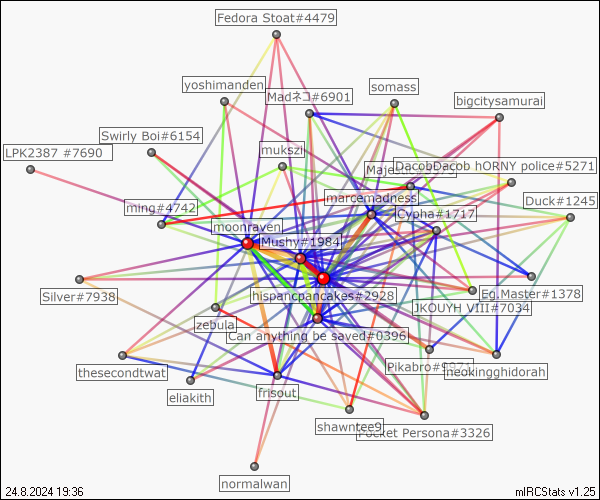 Fedora Stoat#4479
yoshimanden
somass
Madネコ#6901
bigcitysamurai
Swirly Boi#6154
mukszi
LPK2387 #7690
DacobDacob hORNY police#5271
marcemadness
Duck#1245
ming#4742
Cypha#1717
moonraven
Mushy#1984
Silver#7938
hispancpancakes#2928
Eg.Master#1378
JKOUYH VIII#7034
zebula
Can anything be saved#0396
thesecondtwat
Pikabro
neokingghidorah
eliakith
frisout
shawntee9
Pocket Persona#3326
normalwan
24.8.2024 19:36
mIRCStats v1.25